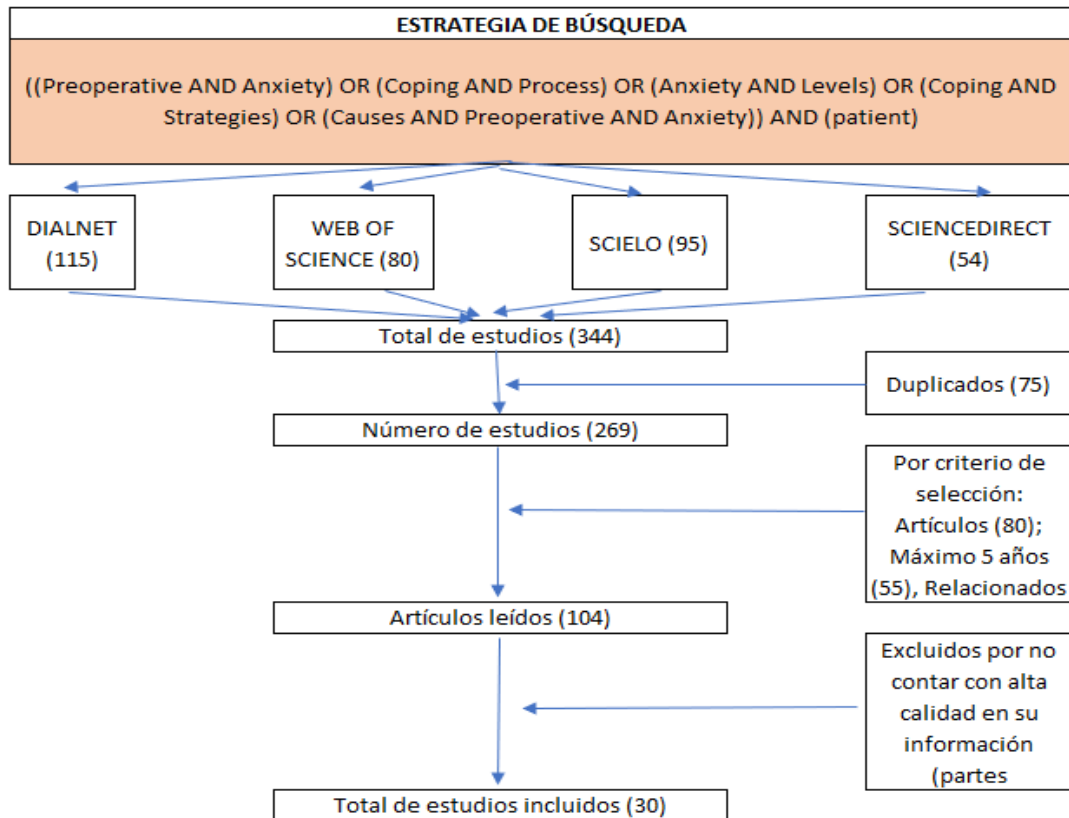 ESTRATEGIA DE BÚSQUEDA
((Preoperative AND Anxiety) OR (Coping AND Process) OR (Anxiety AND Levels) OR (Coping AND
Strategies) OR (Causes AND Preoperative AND Anxiety)) AND (patient)
DIALNET
(115)
WEB OF
SCIENCE (80)
SCIELO (95)
SCIENCEDIRECT
(54)
Total de estudios (344)
Duplicados (75)
Número de estudios (269)
Por criterio de
selección:
Artículos (80);
Máximo 5 años
(55), Relacionados
Artículos leídos (104)
Excluidos por no
contar con alta
calidad en su
información
(partes
Total de estudios incluidos (30)